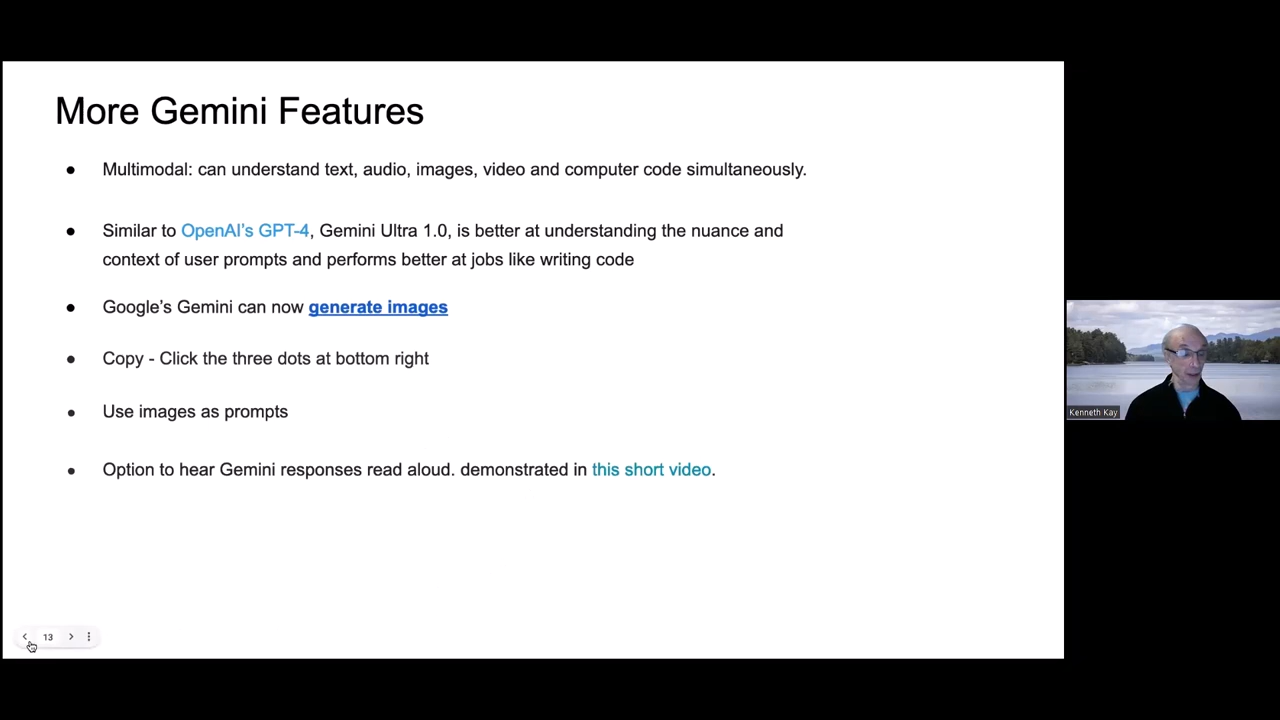 More Gemini Features
● Multimodal: can understand text, audio, images, video and computer code simultaneously.
● Similar to OpenAI's GPT-4, Gemini Ultra 1.0, is better at understanding the nuance and
context of user prompts and performs better at jobs like writing code
● Google's Gemini can now generate images
● Copy - Click the three dots at bottom right
● Use images as prompts
● Option to hear Gemini responses read aloud. demonstrated in this short video.
Kenneth Kay
13